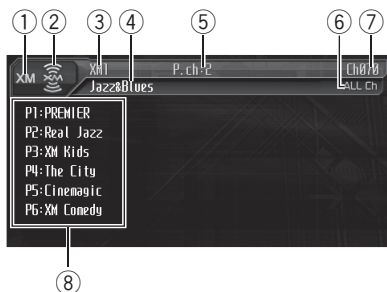 ① ② ③ ④ ⑤ ⑥ ⑦
XM XM XM1 P.ch:2 Ch070
Jazz&Blues ALL Ch
P1:PREMIER
P2:Real Jazz
P3:XM Kids
P4:The City
P5:Cinemagic
P6:XM Comedy
⑧